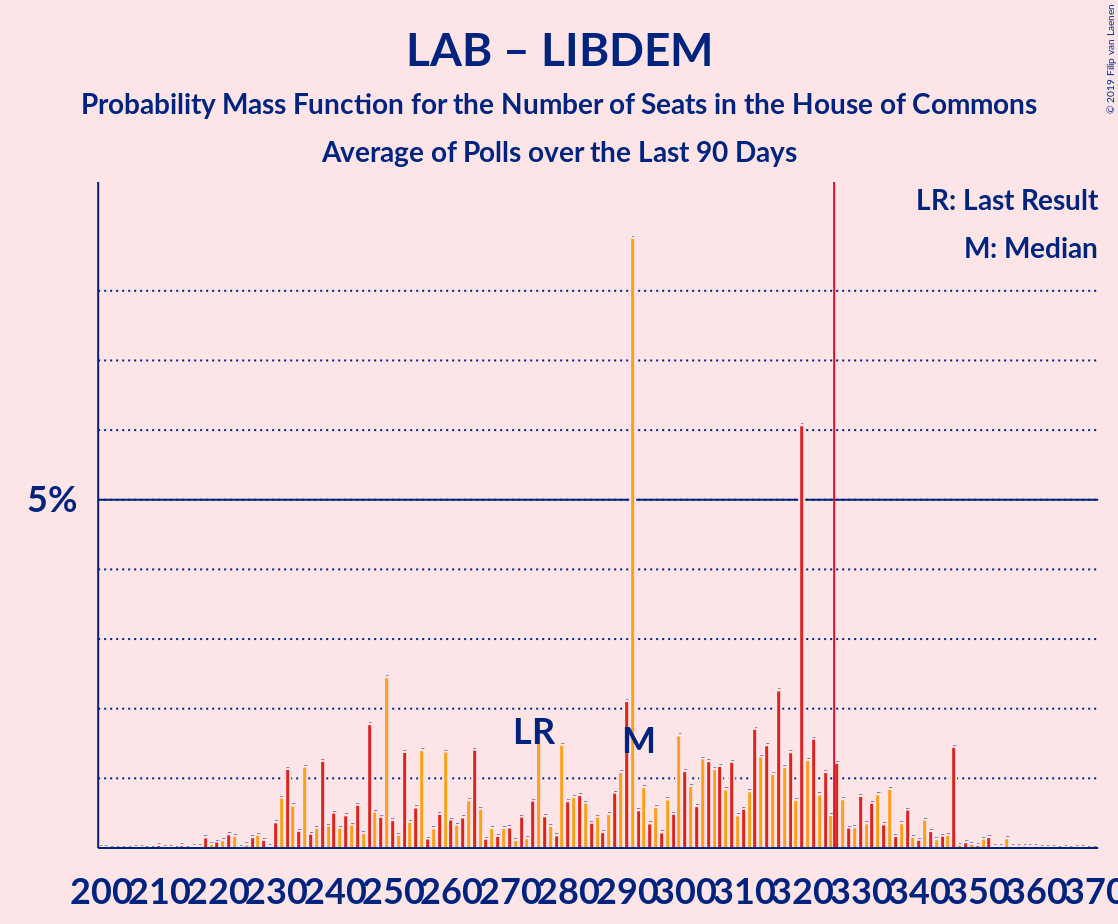 LAB – LIBDEM
Probability Mass Function for the Number of Seats in the House of Commons
Average of Polls over the Last 90 Days
© 2019 Filip van Laenen
LR: Last Result
M: Median
5%
LR
M
200 210 220 230 240 250 260 270 280 290 300 310 320 330 340 350 360 370